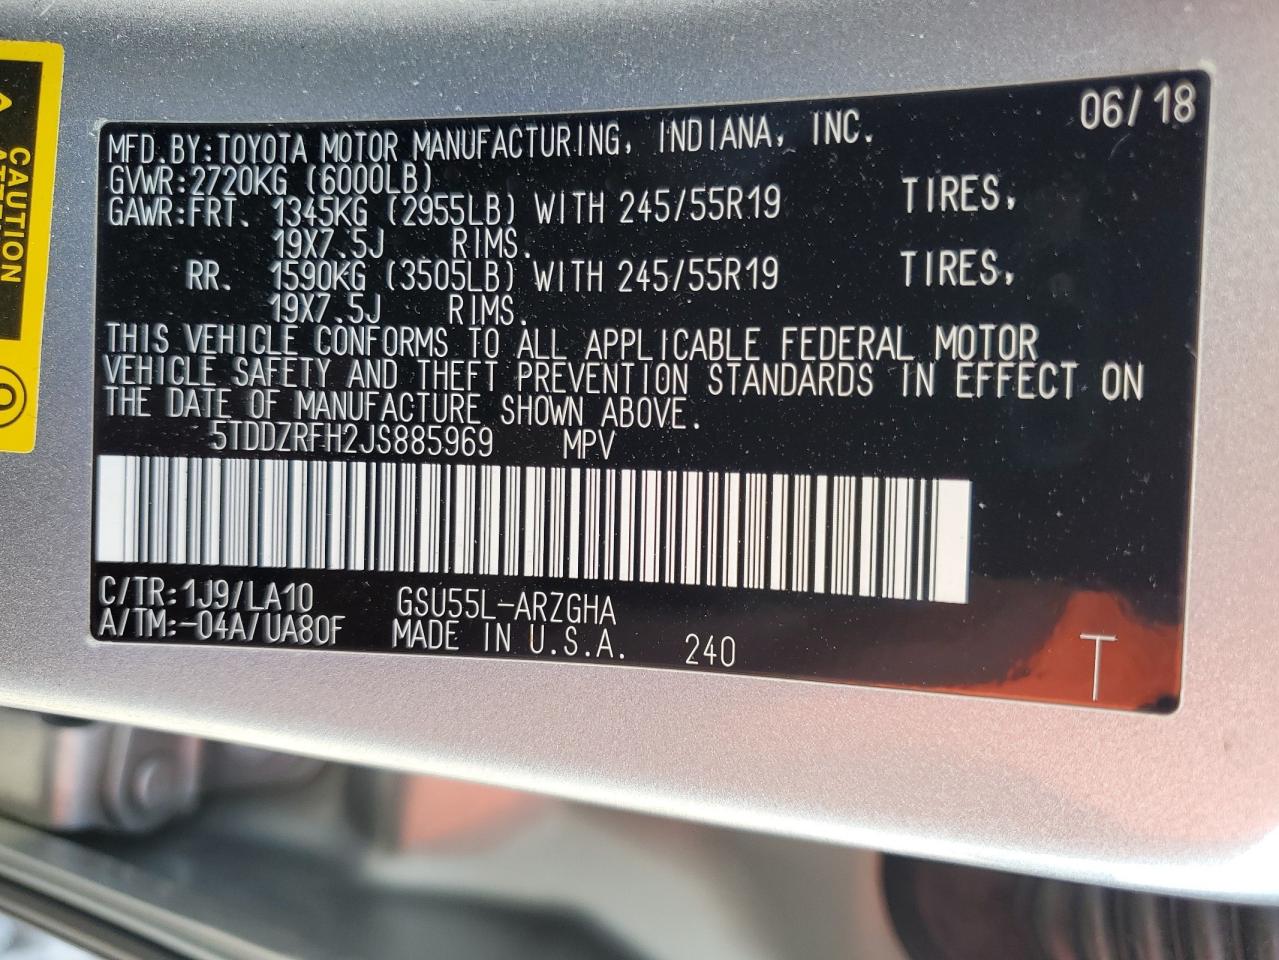 CAUTION
06/18
MFD.BY:TOYOTA MOTOR MANUFACTURING, INDIANA, INC.
GVWR:2720KG (6000LB)
GAWR:FRT. 1345KG (2955LB) WITH 245/55R19 TIRES,
19X7.5J RIMS.
RR. 1590KG (3505LB) WITH 245/55R19 TIRES,
19X7.5J RIMS.
THIS VEHICLE CONFORMS TO ALL APPLICABLE FEDERAL MOTOR
VEHICLE SAFETY AND THEFT PREVENTION STANDARDS IN EFFECT ON
THE DATE OF MANUFACTURE SHOWN ABOVE.
5TDDZRFH2JS885969 MPV
C/TR:1J9/LA10 GSU55L-ARZGHA
A/TM:-04A/UA80F MADE IN U.S.A. 240
T